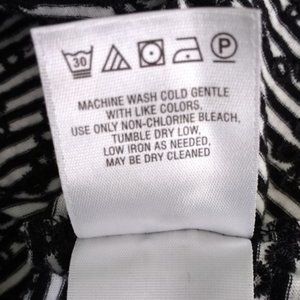 30 P
MACHINE WASH COLD GENTLE
WITH LIKE COLORS,
USE ONLY NON-CHLORINE BLEACH,
TUMBLE DRY LOW,
LOW IRON AS NEEDED,
MAY BE DRY CLEANED